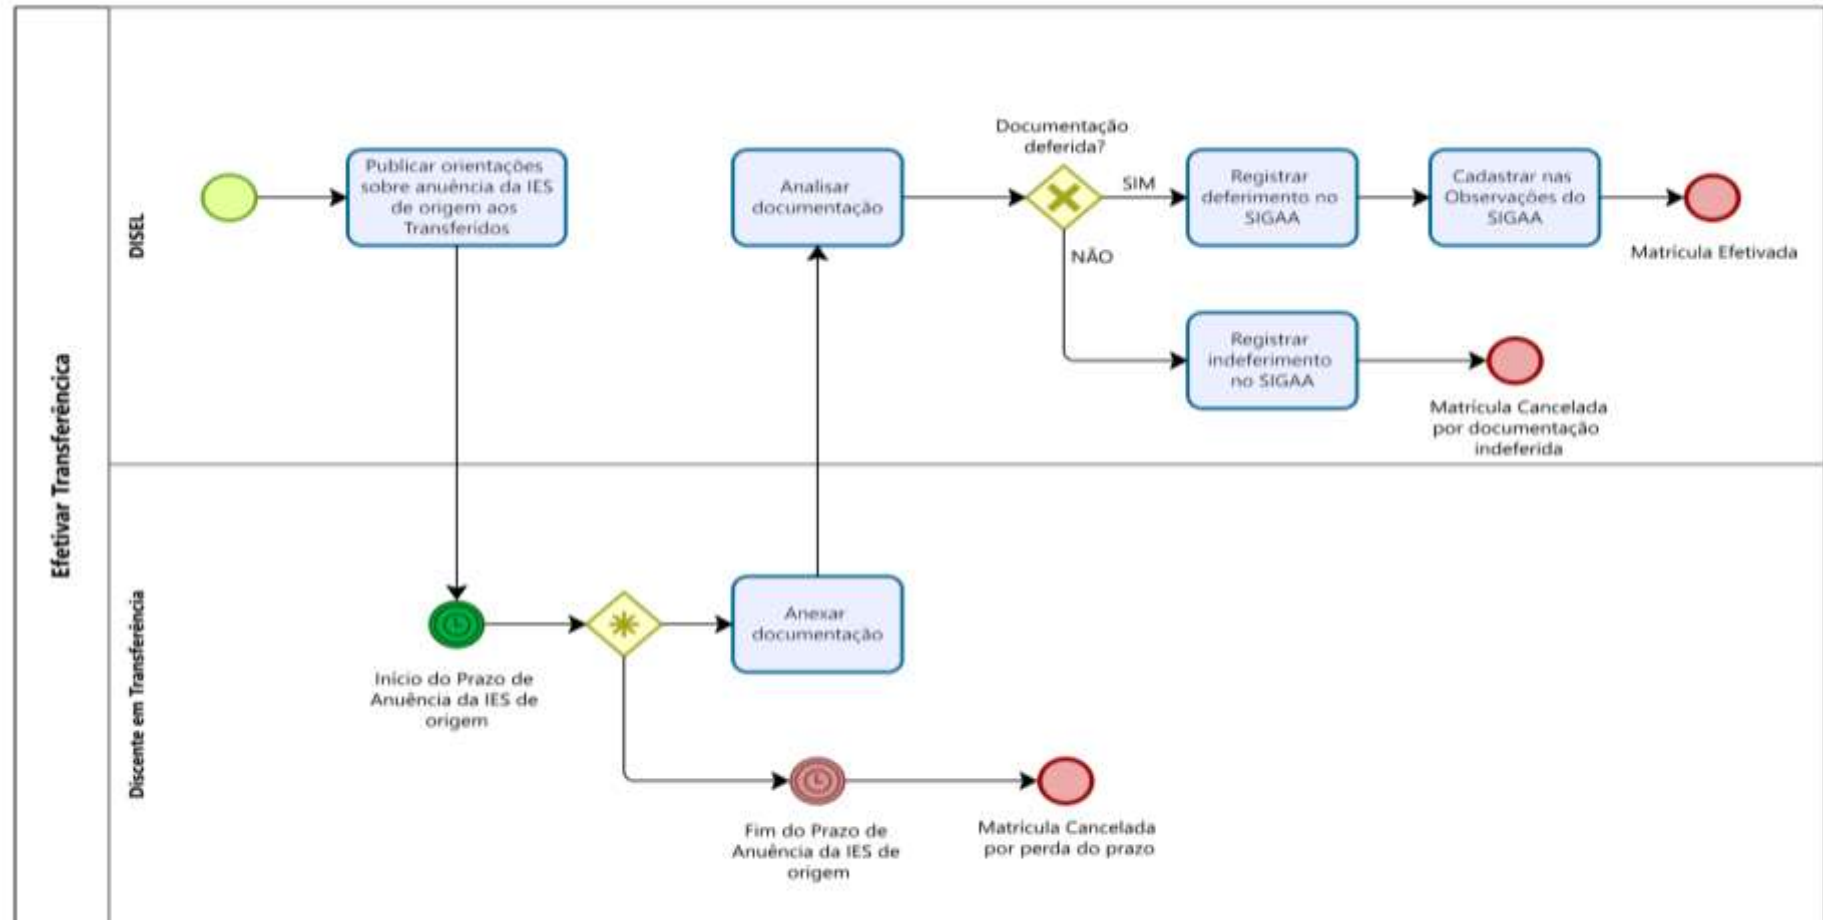 Efetivar Transferêncica
DISEL
Publicar orientações
sobre anuência da IES
de origem aos
Transferidos
Analisar
documentação
Documentação
deferida?
SIM
NÃO
Registrar
deferimento no
SIGAA
Cadastrar nas
Observações do
SIGAA
Matrícula Efetivada
Registrar
indeferimento
no SIGAA
Matrícula Cancelada
por documentação
indeferida
Discente em Transferência
Início do Prazo de
Anuência da IES de
origem
Anexar
documentação
Fim do Prazo de
Anuência da IES de
origem
Matrícula Cancelada
por perda do prazo